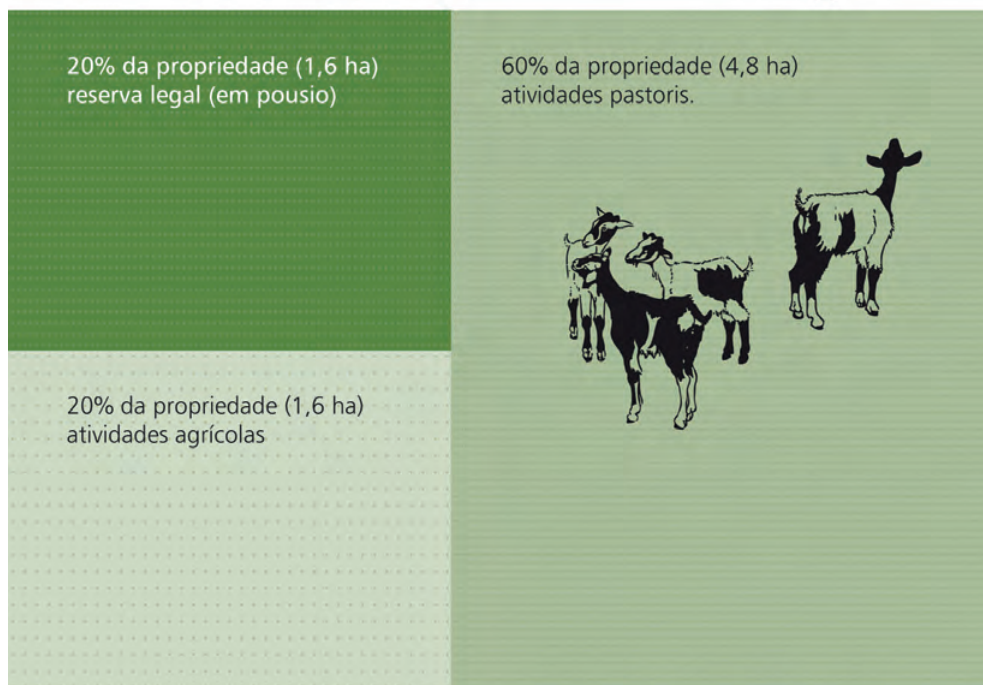 20% da propriedade (1,6 ha)
reserva legal (em pousio)
60% da propriedade (4,8 ha)
atividades pastoris.
20% da propriedade (1,6 ha)
atividades agrícolas